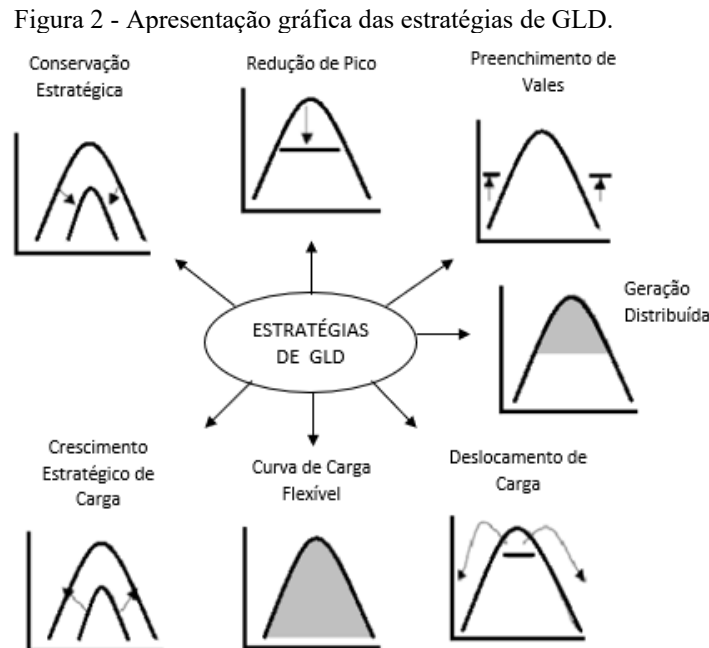 Figura 2 - Apresentação gráfica das estratégias de GLD.
Conservação
Estratégica
Redução de Pico
Preenchimento de
Vales
Geração
Distribuída
ESTRATÉGIAS
DE GLD
Crescimento
Estratégico de
Carga
Curva de Carga
Flexível
Deslocamento de
Carga